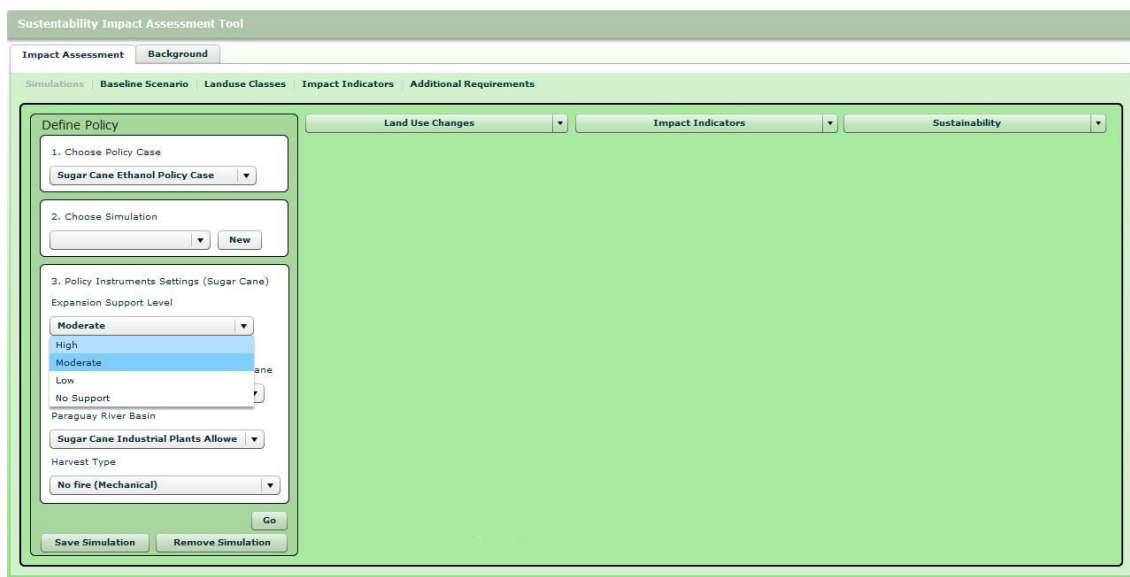 Sustentability Impact Assessment Tool
Impact Assessment Background
Simulations Baseline Scenario Landuse Classes Impact Indicators Additional Requirements
Define Policy
Land Use Changes Impact Indicators Sustainability
1. Choose Policy Case
Sugar Cane Ethanol Policy Case
2. Choose Simulation
New
3. Policy Instruments Settings (Sugar Cane)
Expansion Support Level
Moderate
High
Moderate
ane
Low
No Support
Paraguay River Basin
Sugar Cane Industrial Plants Allowe
Harvest Type
No fire (Mechanical)
Go
Save Simulation Remove Simulation